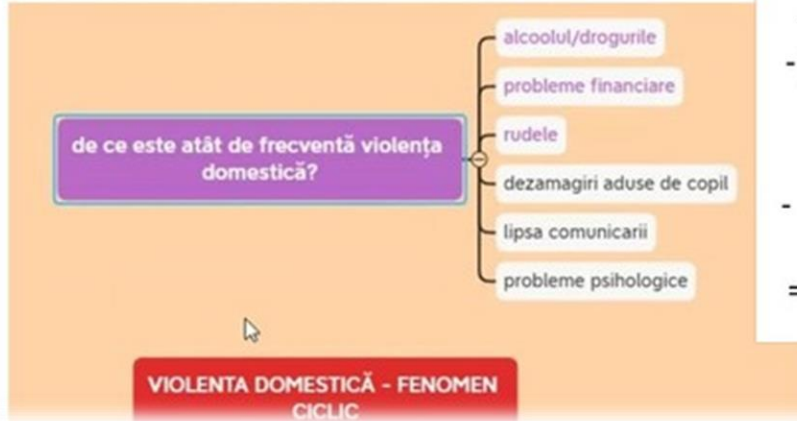 alcoolul/drogurile
probleme financiare
de ce este atât de frecventă violența
domestică?
rudele
dezamagiri aduse de copil
lipsa comunicarii
probleme psihologice
VIOLENTA DOMESTICĂ - FENOMEN
CICLIC